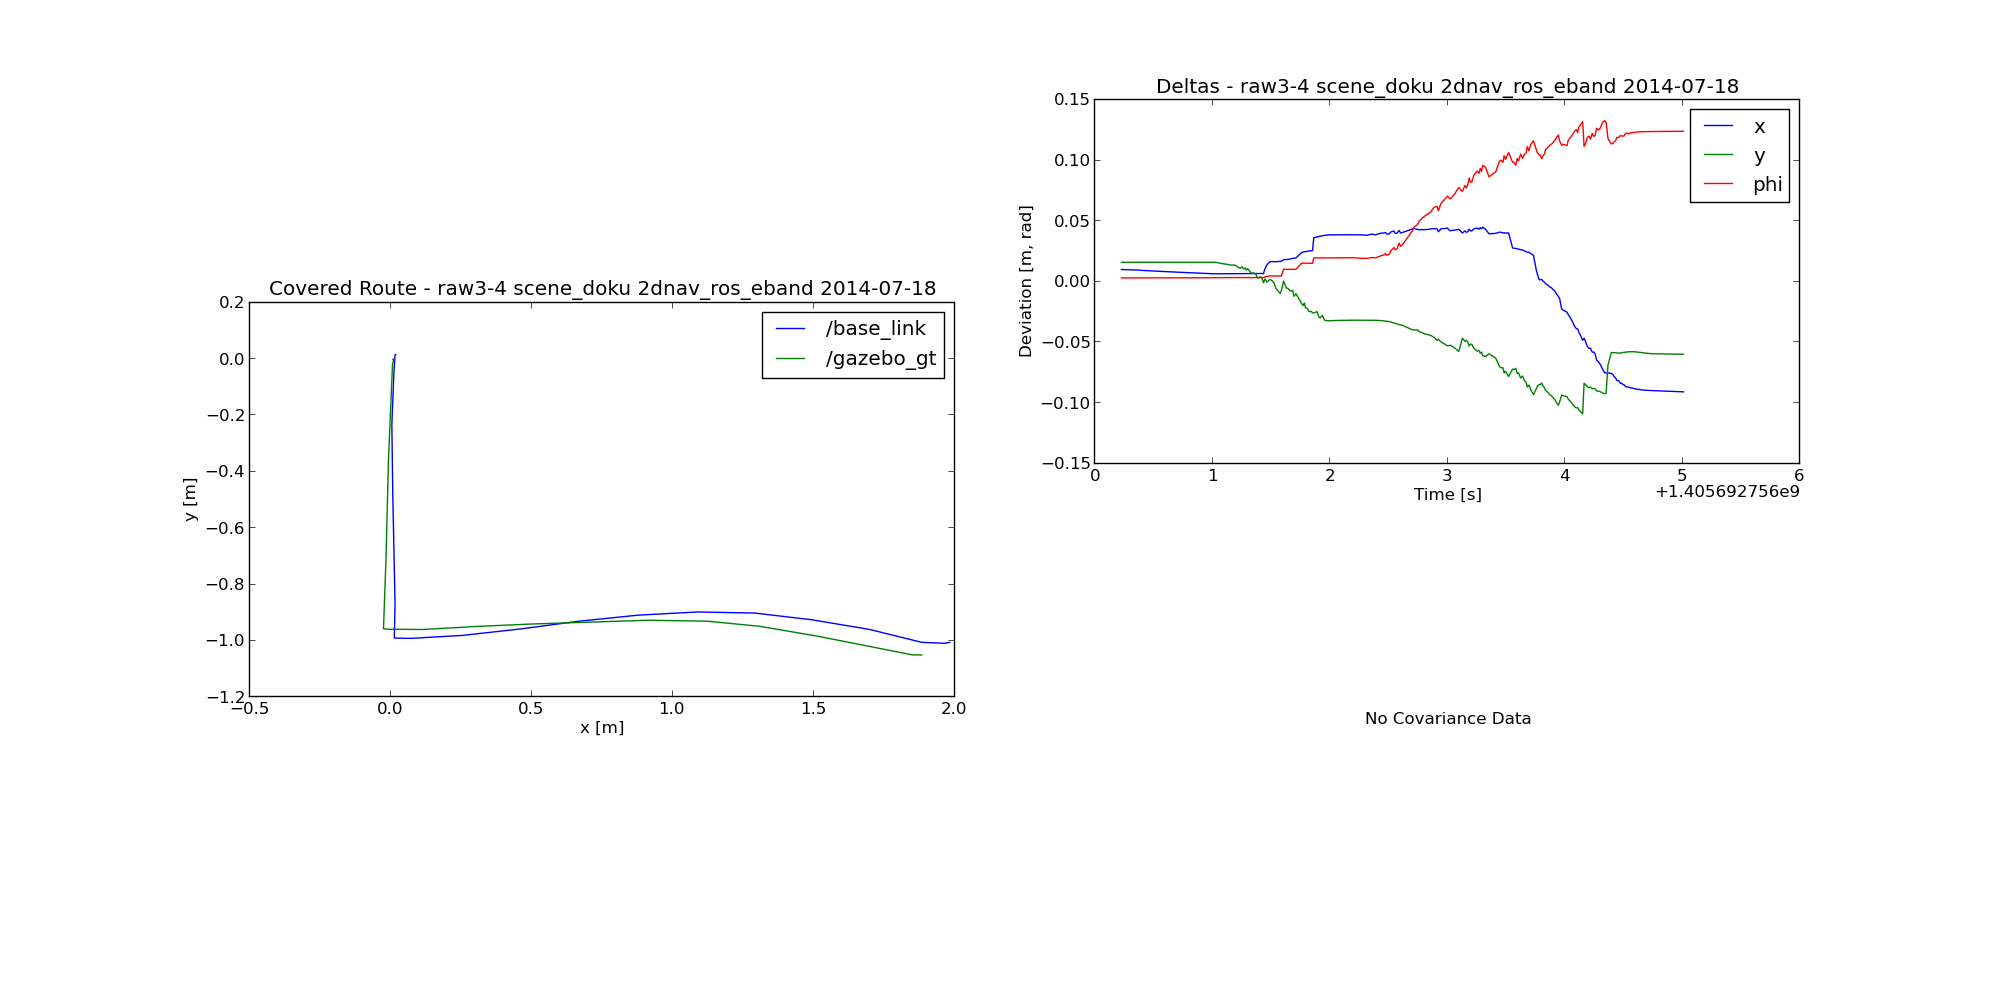 Covered Route - raw3-4 scene_doku 2dnav_ros_eband 2014-07-18
0.2
0.0
−0.2
−0.4
−0.6
−0.8
−1.0
−1.2
y [m]
/base_link
/gazebo_gt
−0.5 0.0 0.5 1.0 1.5 2.0
x [m]
Deltas - raw3-4 scene_doku 2dnav_ros_eband 2014-07-18
0.15
0.10
0.05
0.00
−0.05
−0.10
−0.15
Deviation [m, rad]
x
y
phi
0 1 2 3 4 5 6
Time [s]
+1.405692756e9
No Covariance Data